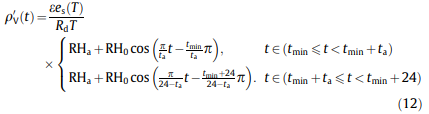 ρ′_V(t) = εe_s(T) / R_dT
× { RH_a + RH_0 cos(π/t_a t − t_min/t_a π), t ∈ (t_min ⩽ t < t_min + t_a)
RH_a + RH_0 cos(π/24−t_a t − t_min+24/24−t_a π). t ∈ (t_min + t_a ⩽ t < t_min + 24)
(12)